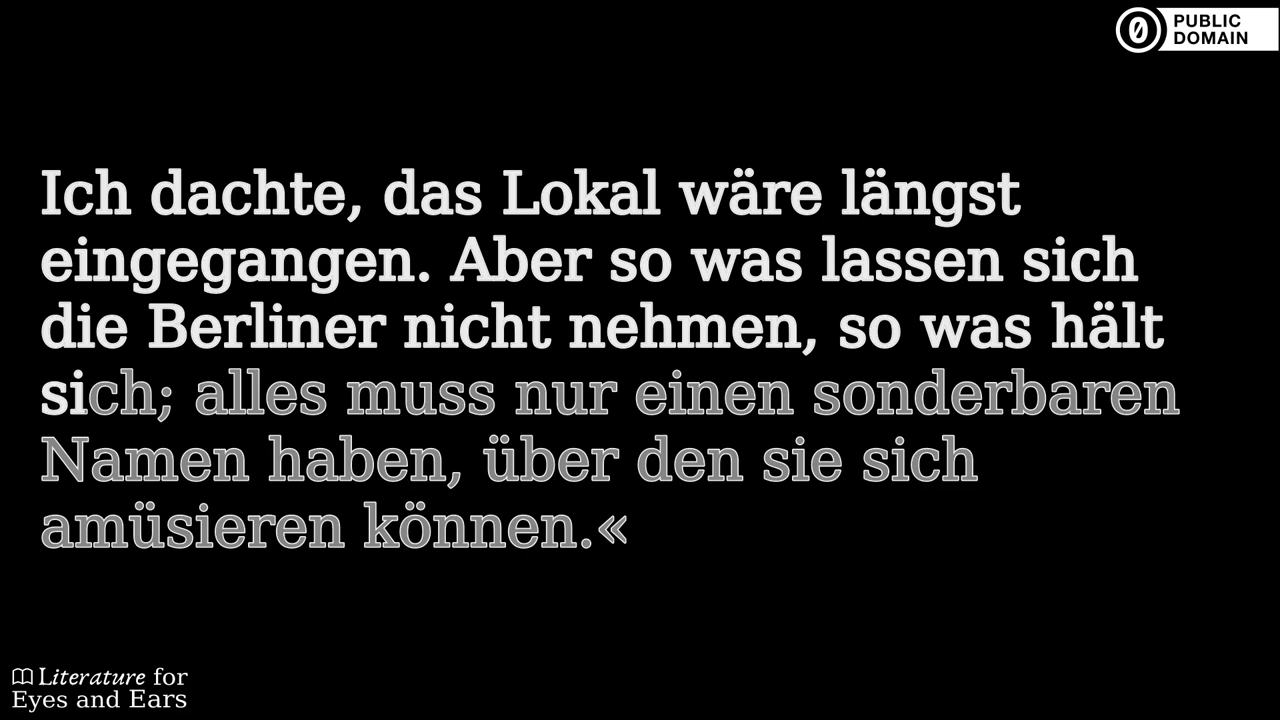 PUBLIC
DOMAIN
Ich dachte, das Lokal wäre längst
eingegangen. Aber so was lassen sich
die Berliner nicht nehmen, so was hält
sich; alles muss nur einen sonderbaren
Namen haben, über den sie sich
amüsieren können.«
Literature for
Eyes and Ears